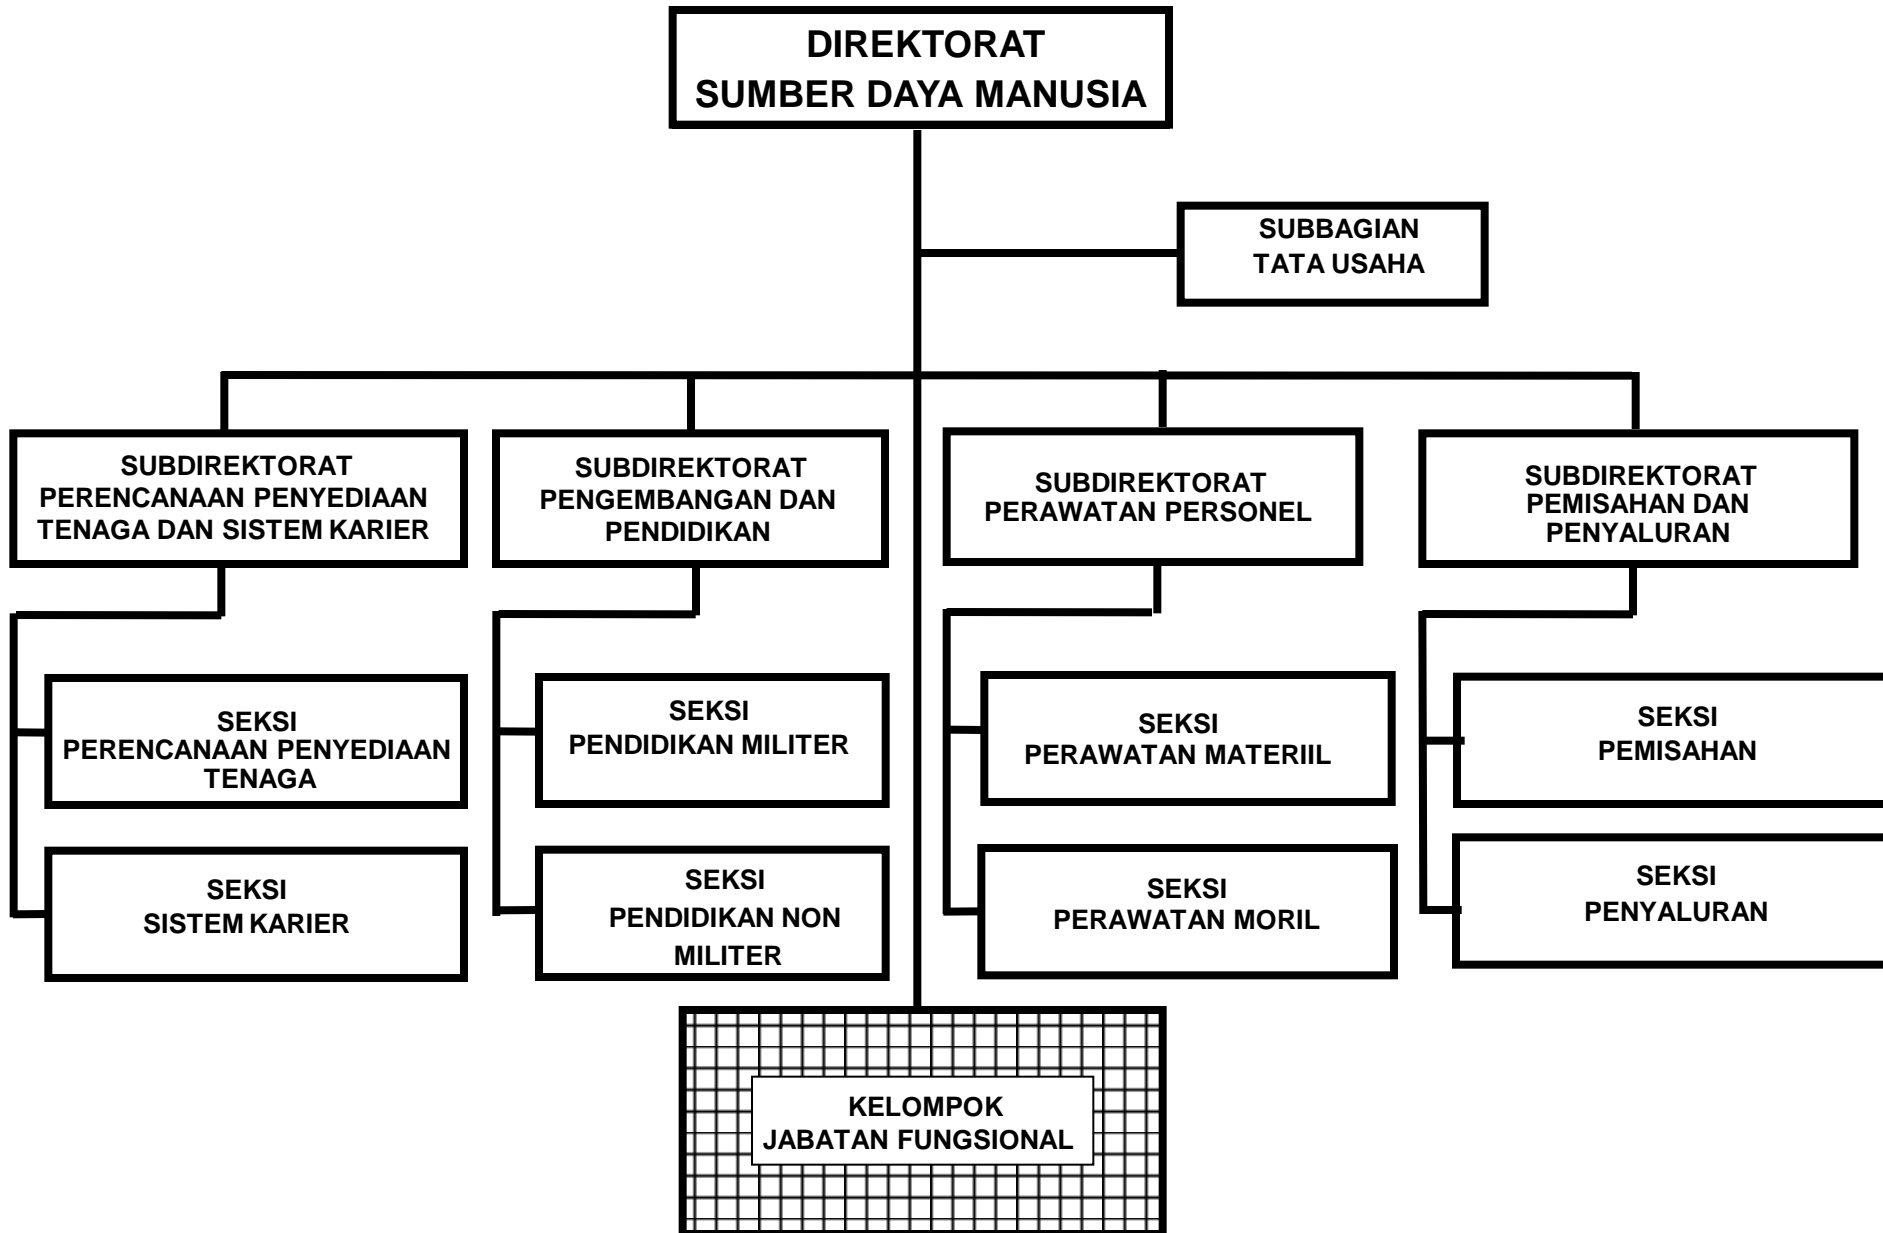 DIREKTORAT
SUMBER DAYA MANUSIA
SUBBAGIAN
TATA USAHA
SUBDIREKTORAT
PERENCANAAN PENYEDIAAN
TENAGA DAN SISTEM KARIER
SUBDIREKTORAT
PENGEMBANGAN DAN
PENDIDIKAN
SUBDIREKTORAT
PERAWATAN PERSONEL
SUBDIREKTORAT
PEMISAHAN DAN
PENYALURAN
SEKSI
PERENCANAAN PENYEDIAAN
TENAGA
SEKSI
PENDIDIKAN MILITER
SEKSI
PERAWATAN MATERIIL
SEKSI
PEMISAHAN
SEKSI
SISTEM KARIER
SEKSI
PENDIDIKAN NON
MILITER
SEKSI
PERAWATAN MORIL
SEKSI
PENYALURAN
KELOMPOK
JABATAN FUNGSIONAL